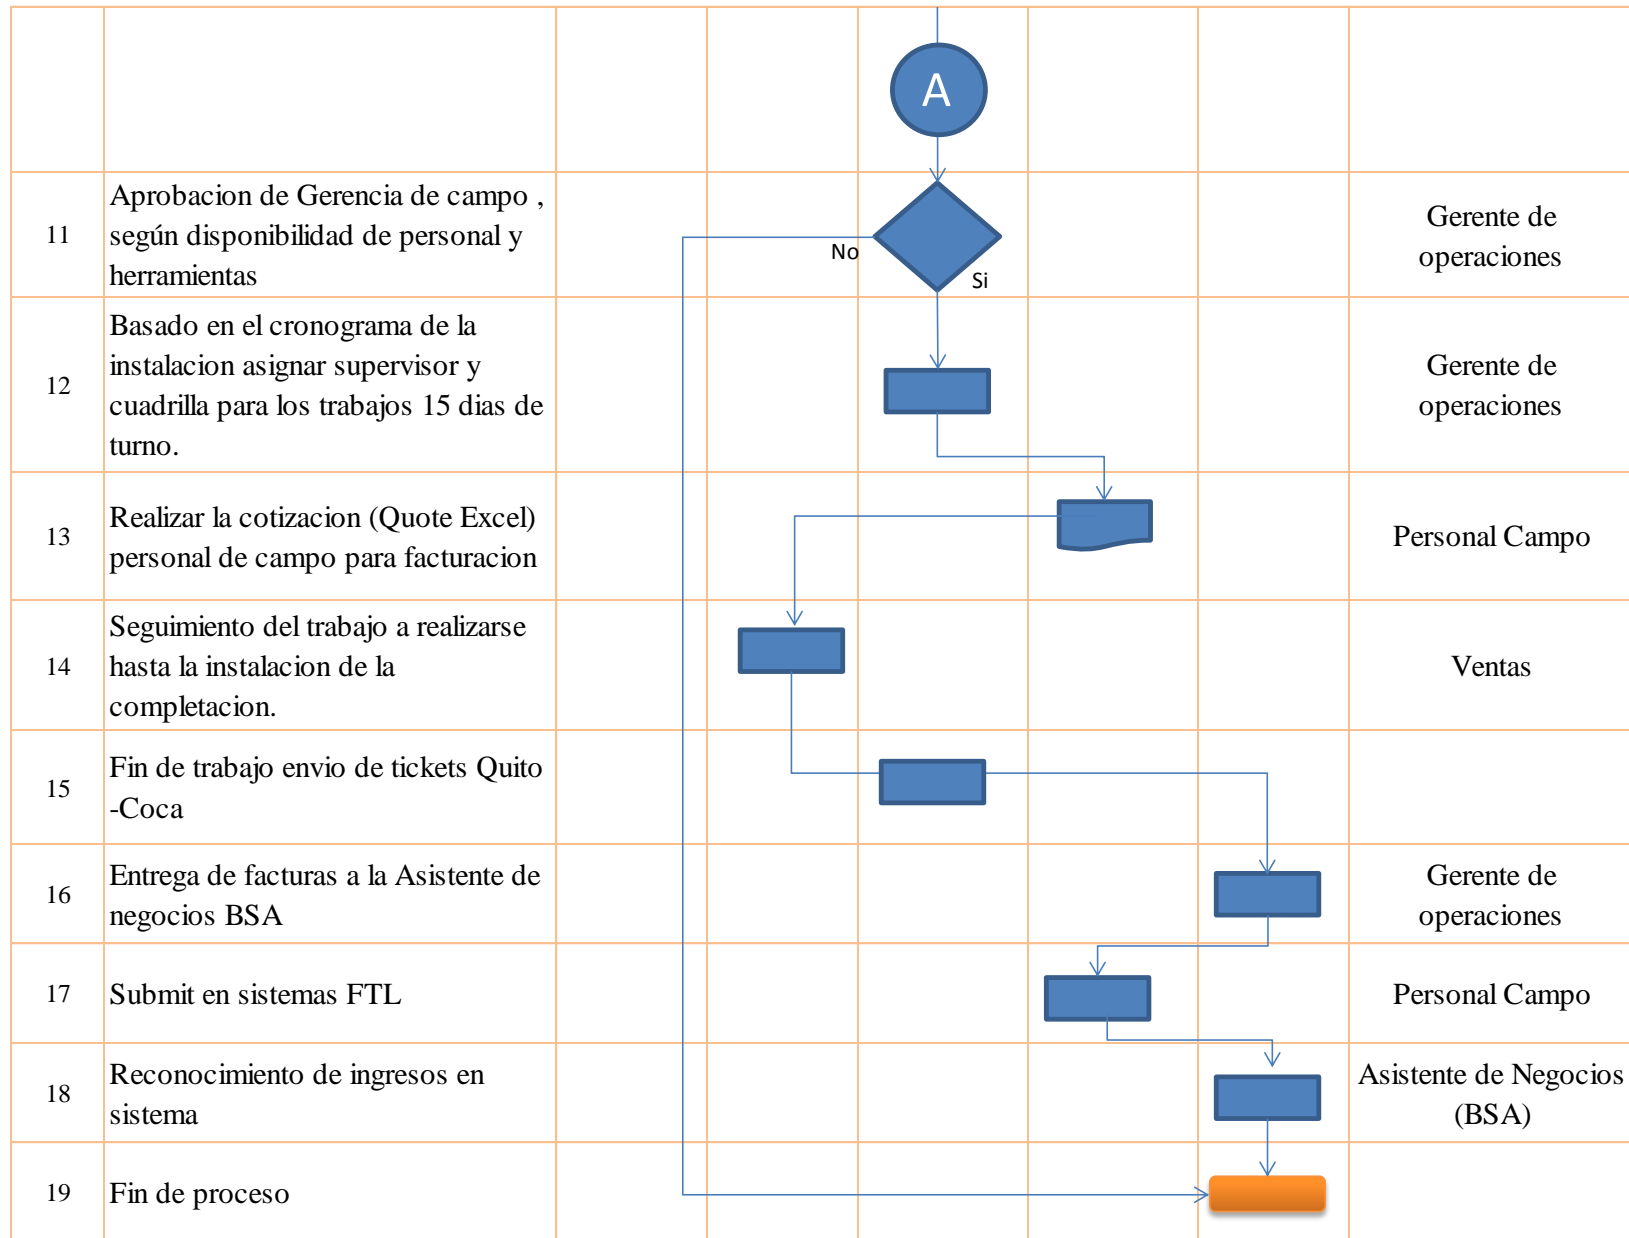 A
11
Aprobacion de Gerencia de campo ,
según disponibilidad de personal y
herramientas
No
Si
Gerente de
operaciones
12
Basado en el cronograma de la
instalacion asignar supervisor y
cuadrilla para los trabajos 15 dias de
turno.
Gerente de
operaciones
13
Realizar la cotizacion (Quote Excel)
personal de campo para facturacion
Personal Campo
14
Seguimiento del trabajo a realizarse
hasta la instalacion de la
completacion.
Ventas
15
Fin de trabajo envio de tickets Quito
-Coca
16
Entrega de facturas a la Asistente de
negocios BSA
Gerente de
operaciones
17
Submit en sistemas FTL
Personal Campo
18
Reconocimiento de ingresos en
sistema
Asistente de Negocios
(BSA)
19
Fin de proceso